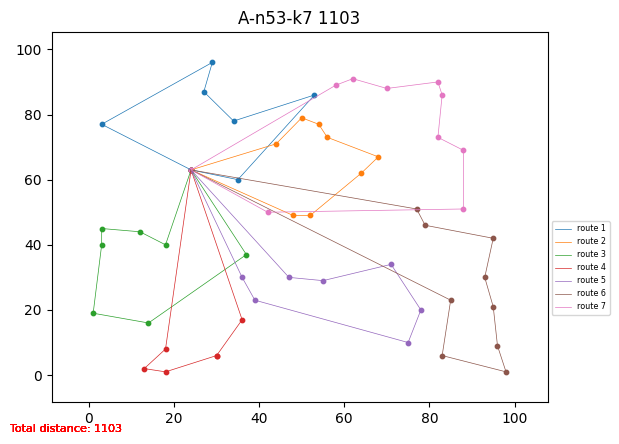 A-n53-k7 1103
100
80
60
40
20
0
0 20 40 60 80 100
route 1
route 2
route 3
route 4
route 5
route 6
route 7
Total distance: 1103